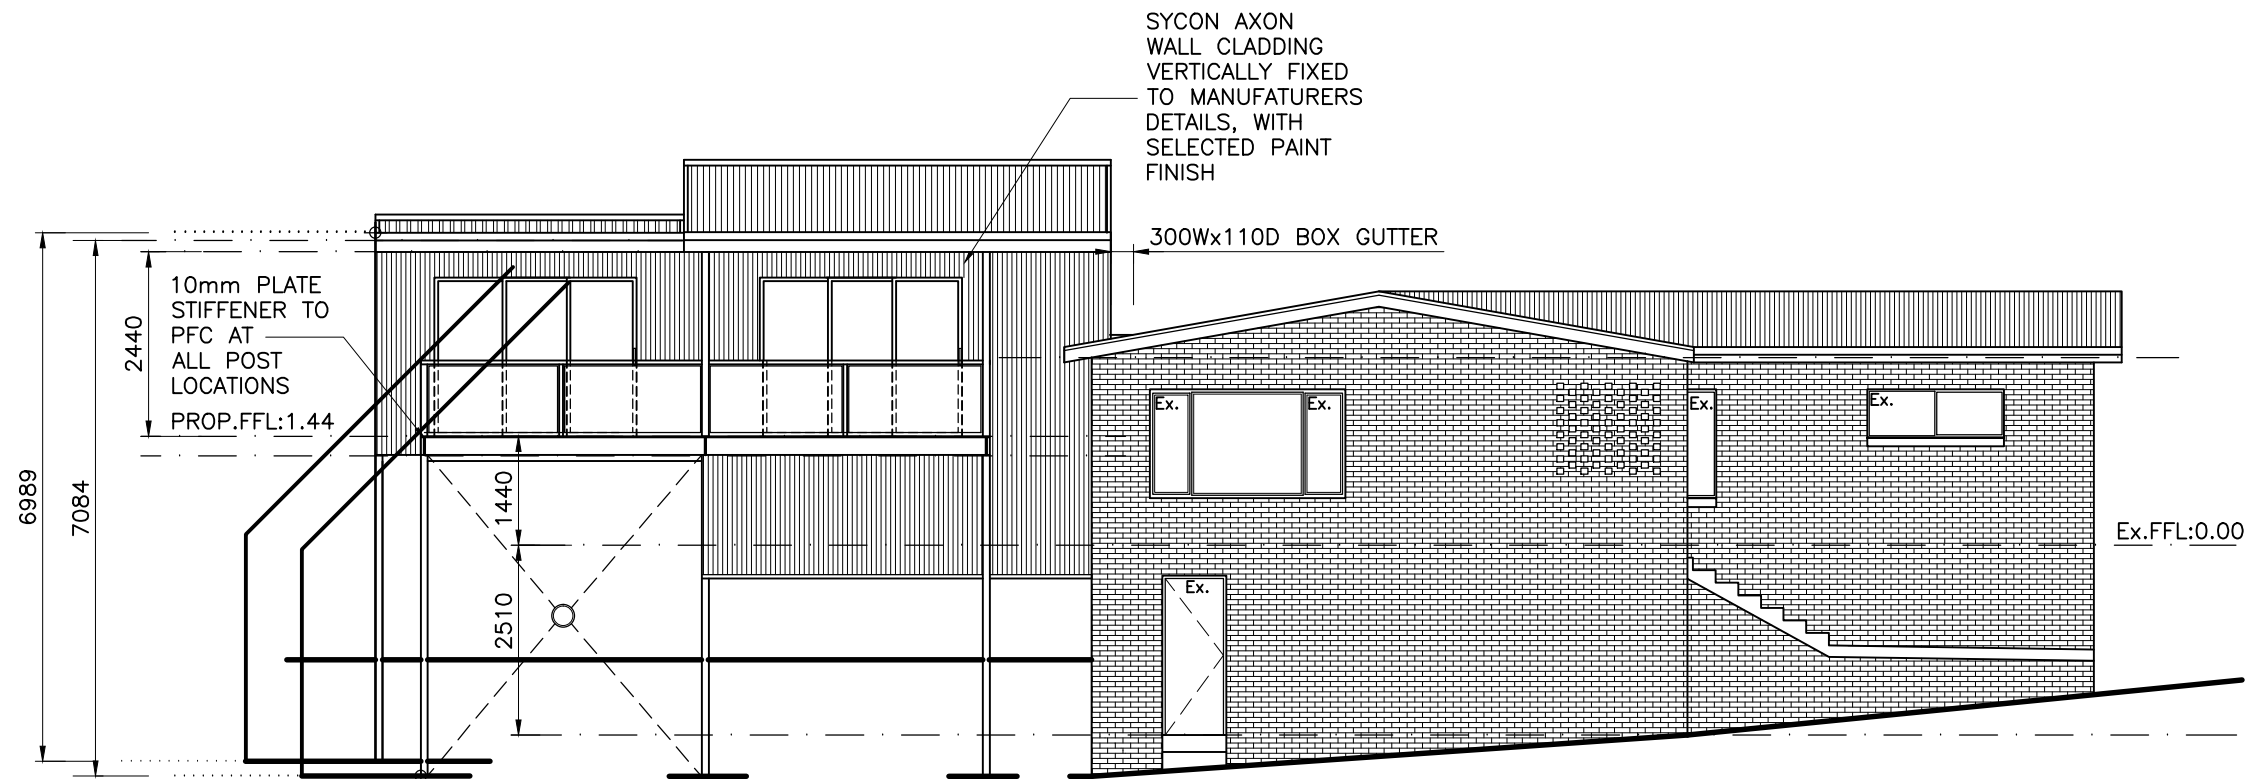 SYCON AXON
WALL CLADDING
VERTICALLY FIXED
TO MANUFATURERS
DETAILS, WITH
SELECTED PAINT
FINISH
300Wx110D BOX GUTTER
10mm PLATE
STIFFENER TO
PFC AT
ALL POST
LOCATIONS
PROP.FFL:1.44
2440
6989
7084
1440
2510
Ex.
Ex.
Ex.
Ex.
Ex.
Ex.FFL:0.00